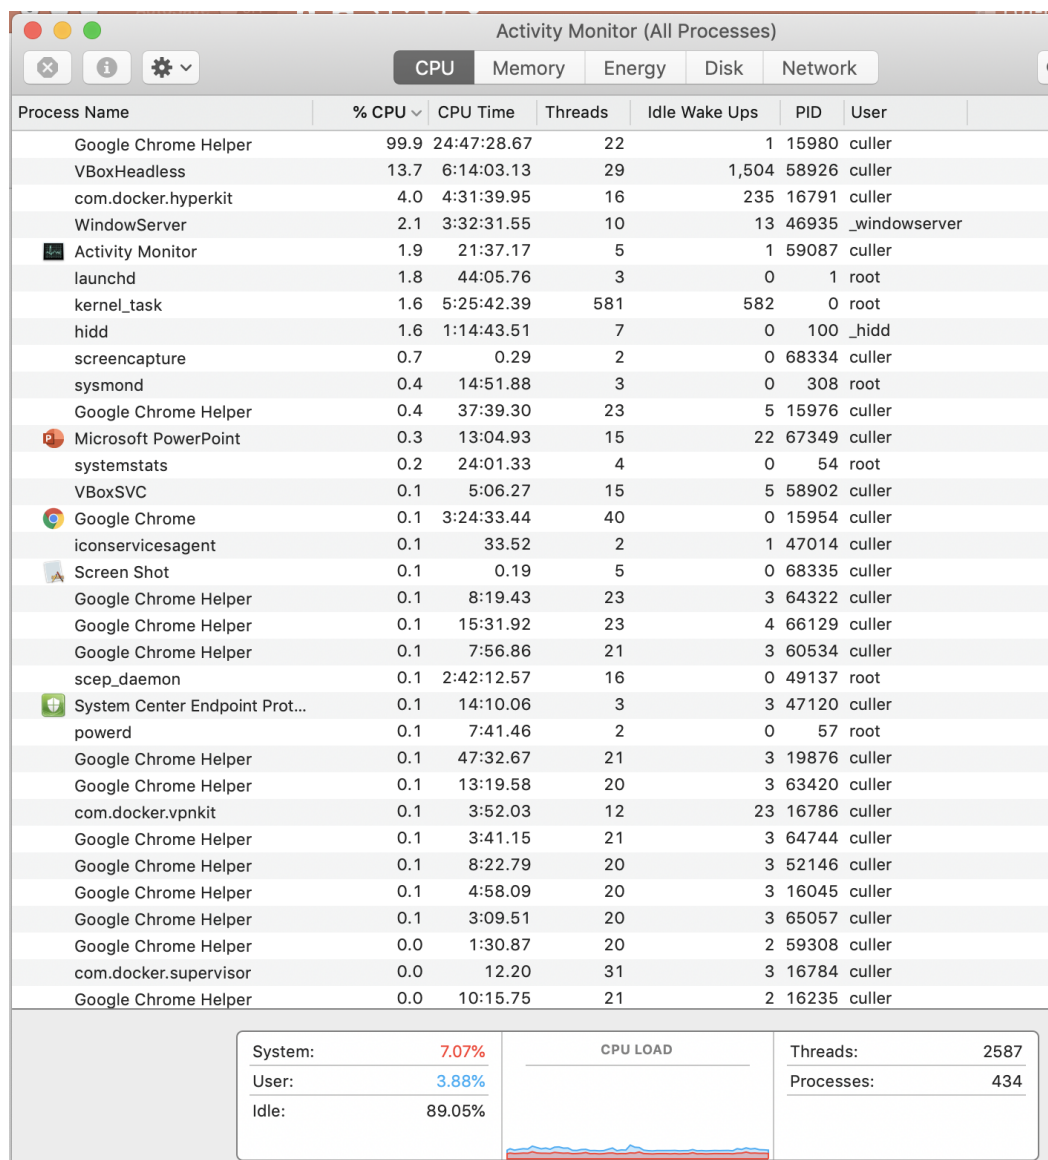 Activity Monitor (All Processes)
CPU Memory Energy Disk Network
Process Name % CPU CPU Time Threads Idle Wake Ups PID User
Google Chrome Helper 99.9 24:47:28.67 22 1 15980 culler
VBoxHeadless 13.7 6:14:03.13 29 1,504 58926 culler
com.docker.hyperkit 4.0 4:31:39.95 16 235 16791 culler
WindowServer 2.1 3:32:31.55 10 13 46935 _windowserver
Activity Monitor 1.9 21:37.17 5 1 59087 culler
launchd 1.8 44:05.76 3 0 1 root
kernel_task 1.6 5:25:42.39 581 582 0 root
hidd 1.6 1:14:43.51 7 0 100 _hidd
screencapture 0.7 0.29 2 0 68334 culler
sysmond 0.4 14:51.88 3 0 308 root
Google Chrome Helper 0.4 37:39.30 23 5 15976 culler
Microsoft PowerPoint 0.3 13:04.93 15 22 67349 culler
systemstats 0.2 24:01.33 4 0 54 root
VBoxSVC 0.1 5:06.27 15 5 58902 culler
Google Chrome 0.1 3:24:33.44 40 0 15954 culler
iconservicesagent 0.1 33.52 2 1 47014 culler
Screen Shot 0.1 0.19 5 0 68335 culler
Google Chrome Helper 0.1 8:19.43 23 3 64322 culler
Google Chrome Helper 0.1 15:31.92 23 4 66129 culler
Google Chrome Helper 0.1 7:56.86 21 3 60534 culler
scep_daemon 0.1 2:42:12.57 16 0 49137 root
System Center Endpoint Prot... 0.1 14:10.06 3 3 47120 culler
powerd 0.1 7:41.46 2 0 57 root
Google Chrome Helper 0.1 47:32.67 21 3 19876 culler
Google Chrome Helper 0.1 13:19.58 20 3 63420 culler
com.docker.vpnkit 0.1 3:52.03 12 23 16786 culler
Google Chrome Helper 0.1 3:41.15 21 3 64744 culler
Google Chrome Helper 0.1 8:22.79 20 3 52146 culler
Google Chrome Helper 0.1 4:58.09 20 3 16045 culler
Google Chrome Helper 0.1 3:09.51 20 3 65057 culler
Google Chrome Helper 0.0 1:30.87 20 2 59308 culler
com.docker.supervisor 0.0 12.20 31 3 16784 culler
Google Chrome Helper 0.0 10:15.75 21 2 16235 culler
System: 7.07% CPU LOAD Threads: 2587
User: 3.88% Processes: 434
Idle: 89.05%